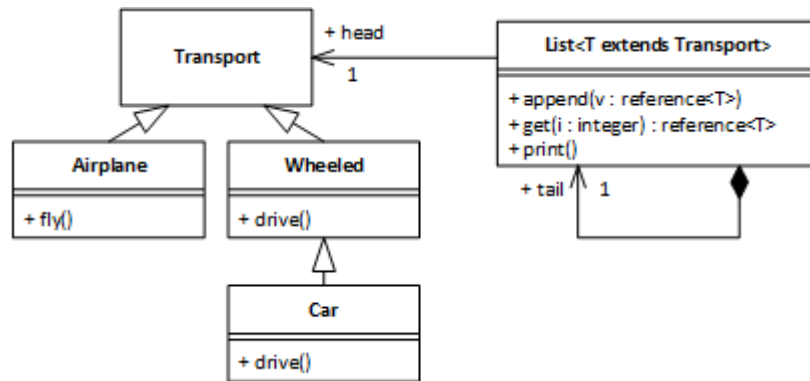 Transport
+ head
1
List<T extends Transport>
+ append(v : reference<T>)
+ get(i : integer) : reference<T>
+ print()
+ tail
1
Airplane
+ fly()
Wheeled
+ drive()
Car
+ drive()